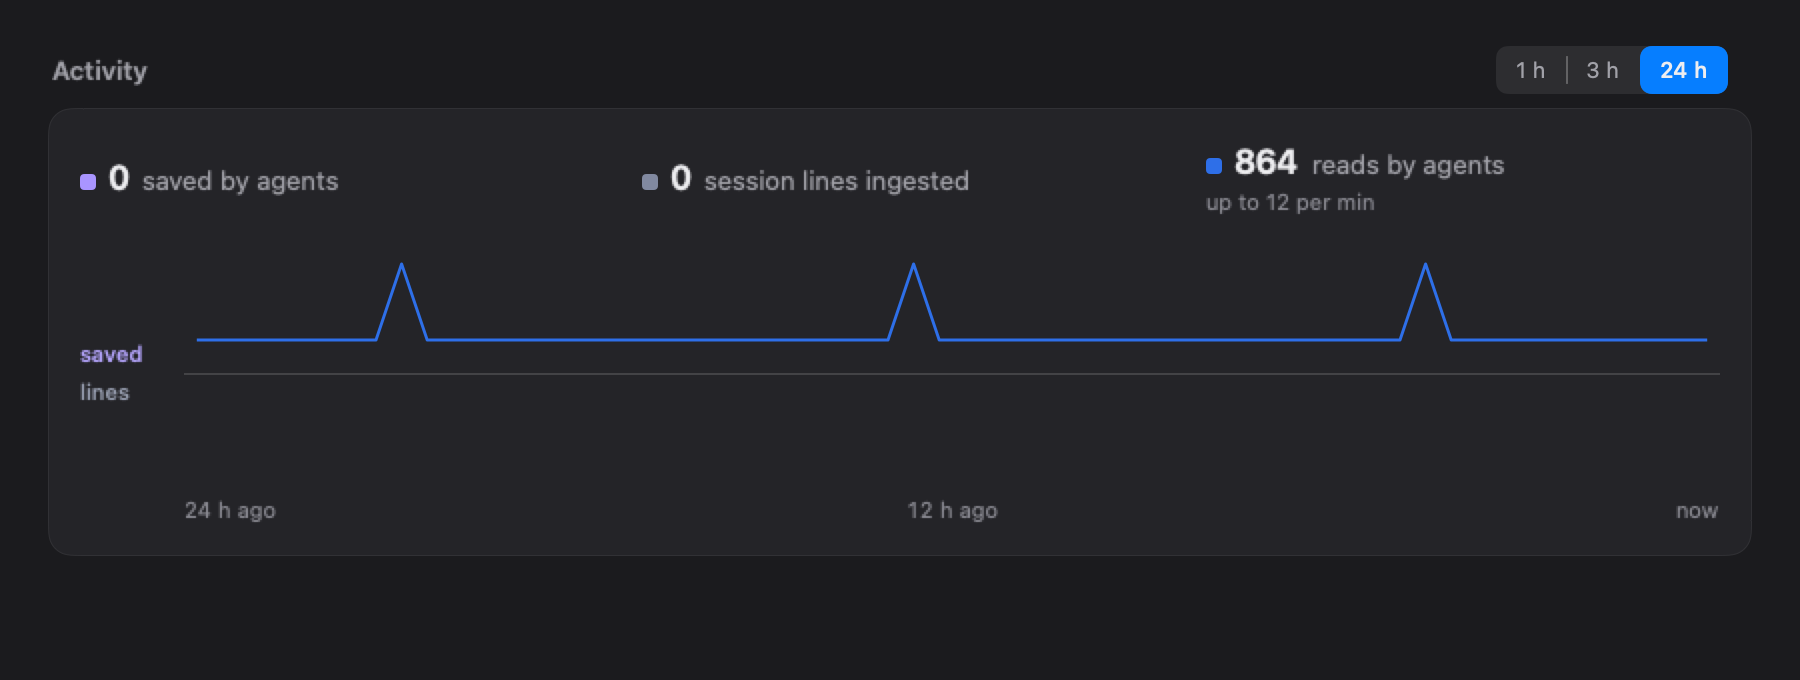 Activity
1 h
3 h
24 h
0 saved by agents
0 session lines ingested
864 reads by agents
up to 12 per min
saved
lines
24 h ago
12 h ago
now